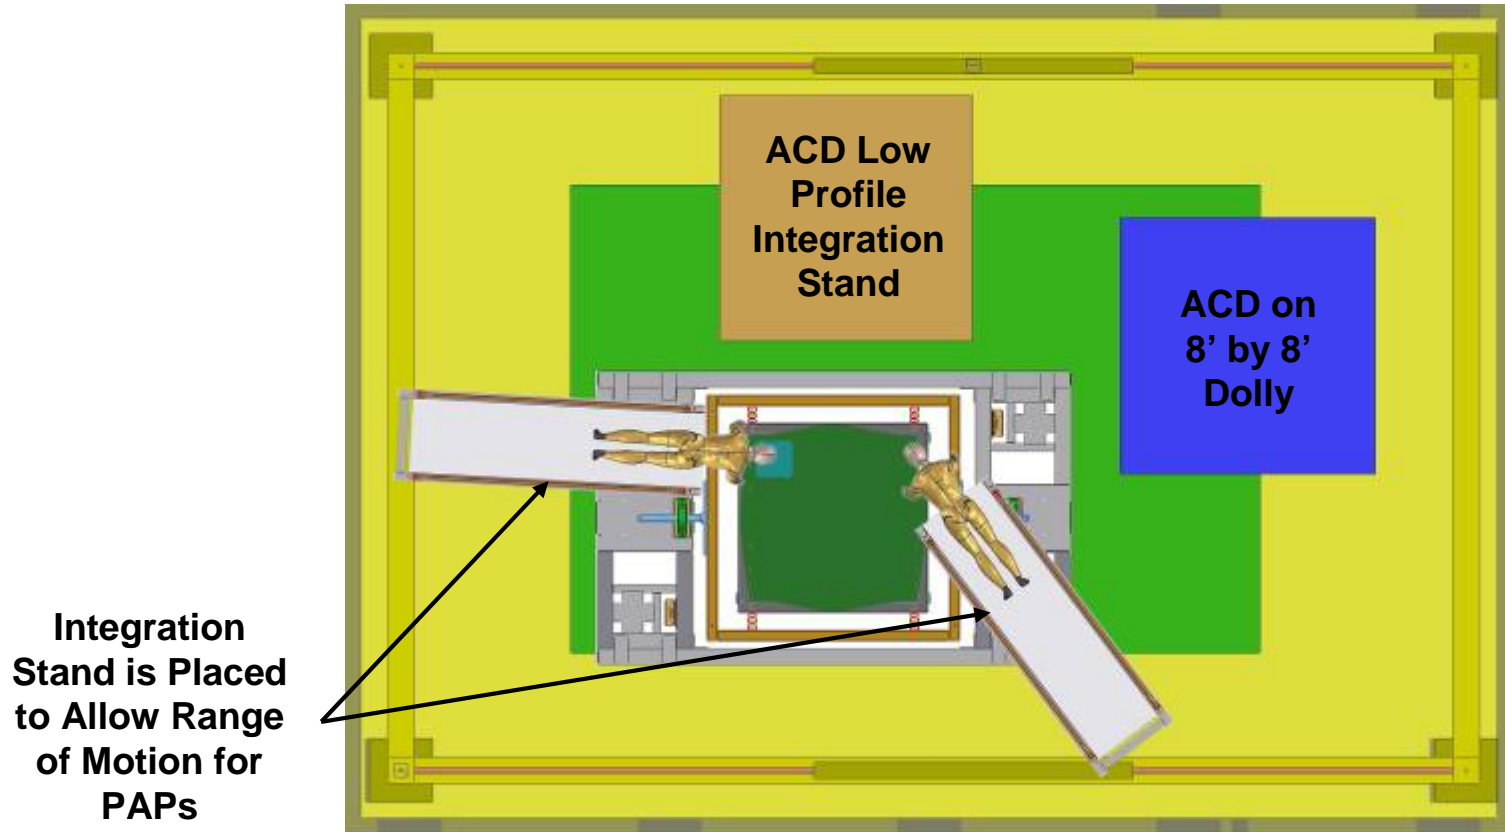 ACD Low
Profile
Integration
Stand
ACD on
8’ by 8’
Dolly
Integration
Stand is Placed
to Allow Range
of Motion for
PAPs